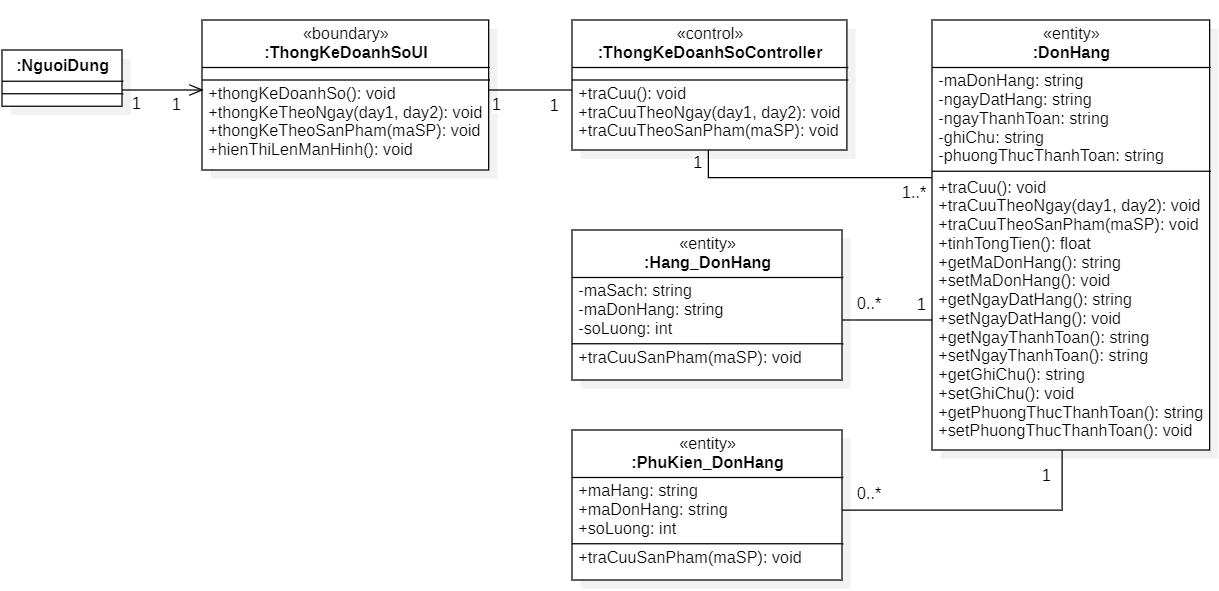 :NguoiDung
1
1
«boundary»
:ThongKeDoanhSoUI
+thongKeDoanhSo(): void
+thongKeTheoNgay(day1, day2): void
+thongKeTheoSanPham(maSP): void
+hienThiLenManHinh(): void
1
1
«control»
:ThongKeDoanhSoController
+traCuu(): void
+traCuuTheoNgay(day1, day2): void
+traCuuTheoSanPham(maSP): void
1
1..*
«entity»
:DonHang
-maDonHang: string
-ngayDatHang: string
-ngayThanhToan: string
-ghiChu: string
-phuongThucThanhToan: string
+traCuu(): void
+traCuuTheoNgay(day1, day2): void
+traCuuTheoSanPham(maSP): void
+tinhTongTien(): float
+getMaDonHang(): string
+setMaDonHang(): void
+getNgayDatHang(): string
+setNgayDatHang(): void
+getNgayThanhToan(): string
+setNgayThanhToan(): string
+getGhiChu(): string
+setGhiChu(): void
+getPhuongThucThanhToan(): string
+setPhuongThucThanhToan(): void
«entity»
:Hang_DonHang
-maSach: string
-maDonHang: string
-soLuong: int
+traCuuSanPham(maSP): void
0..*
1
«entity»
:PhuKien_DonHang
+maHang: string
+maDonHang: string
+soLuong: int
+traCuuSanPham(maSP): void
0..*
1